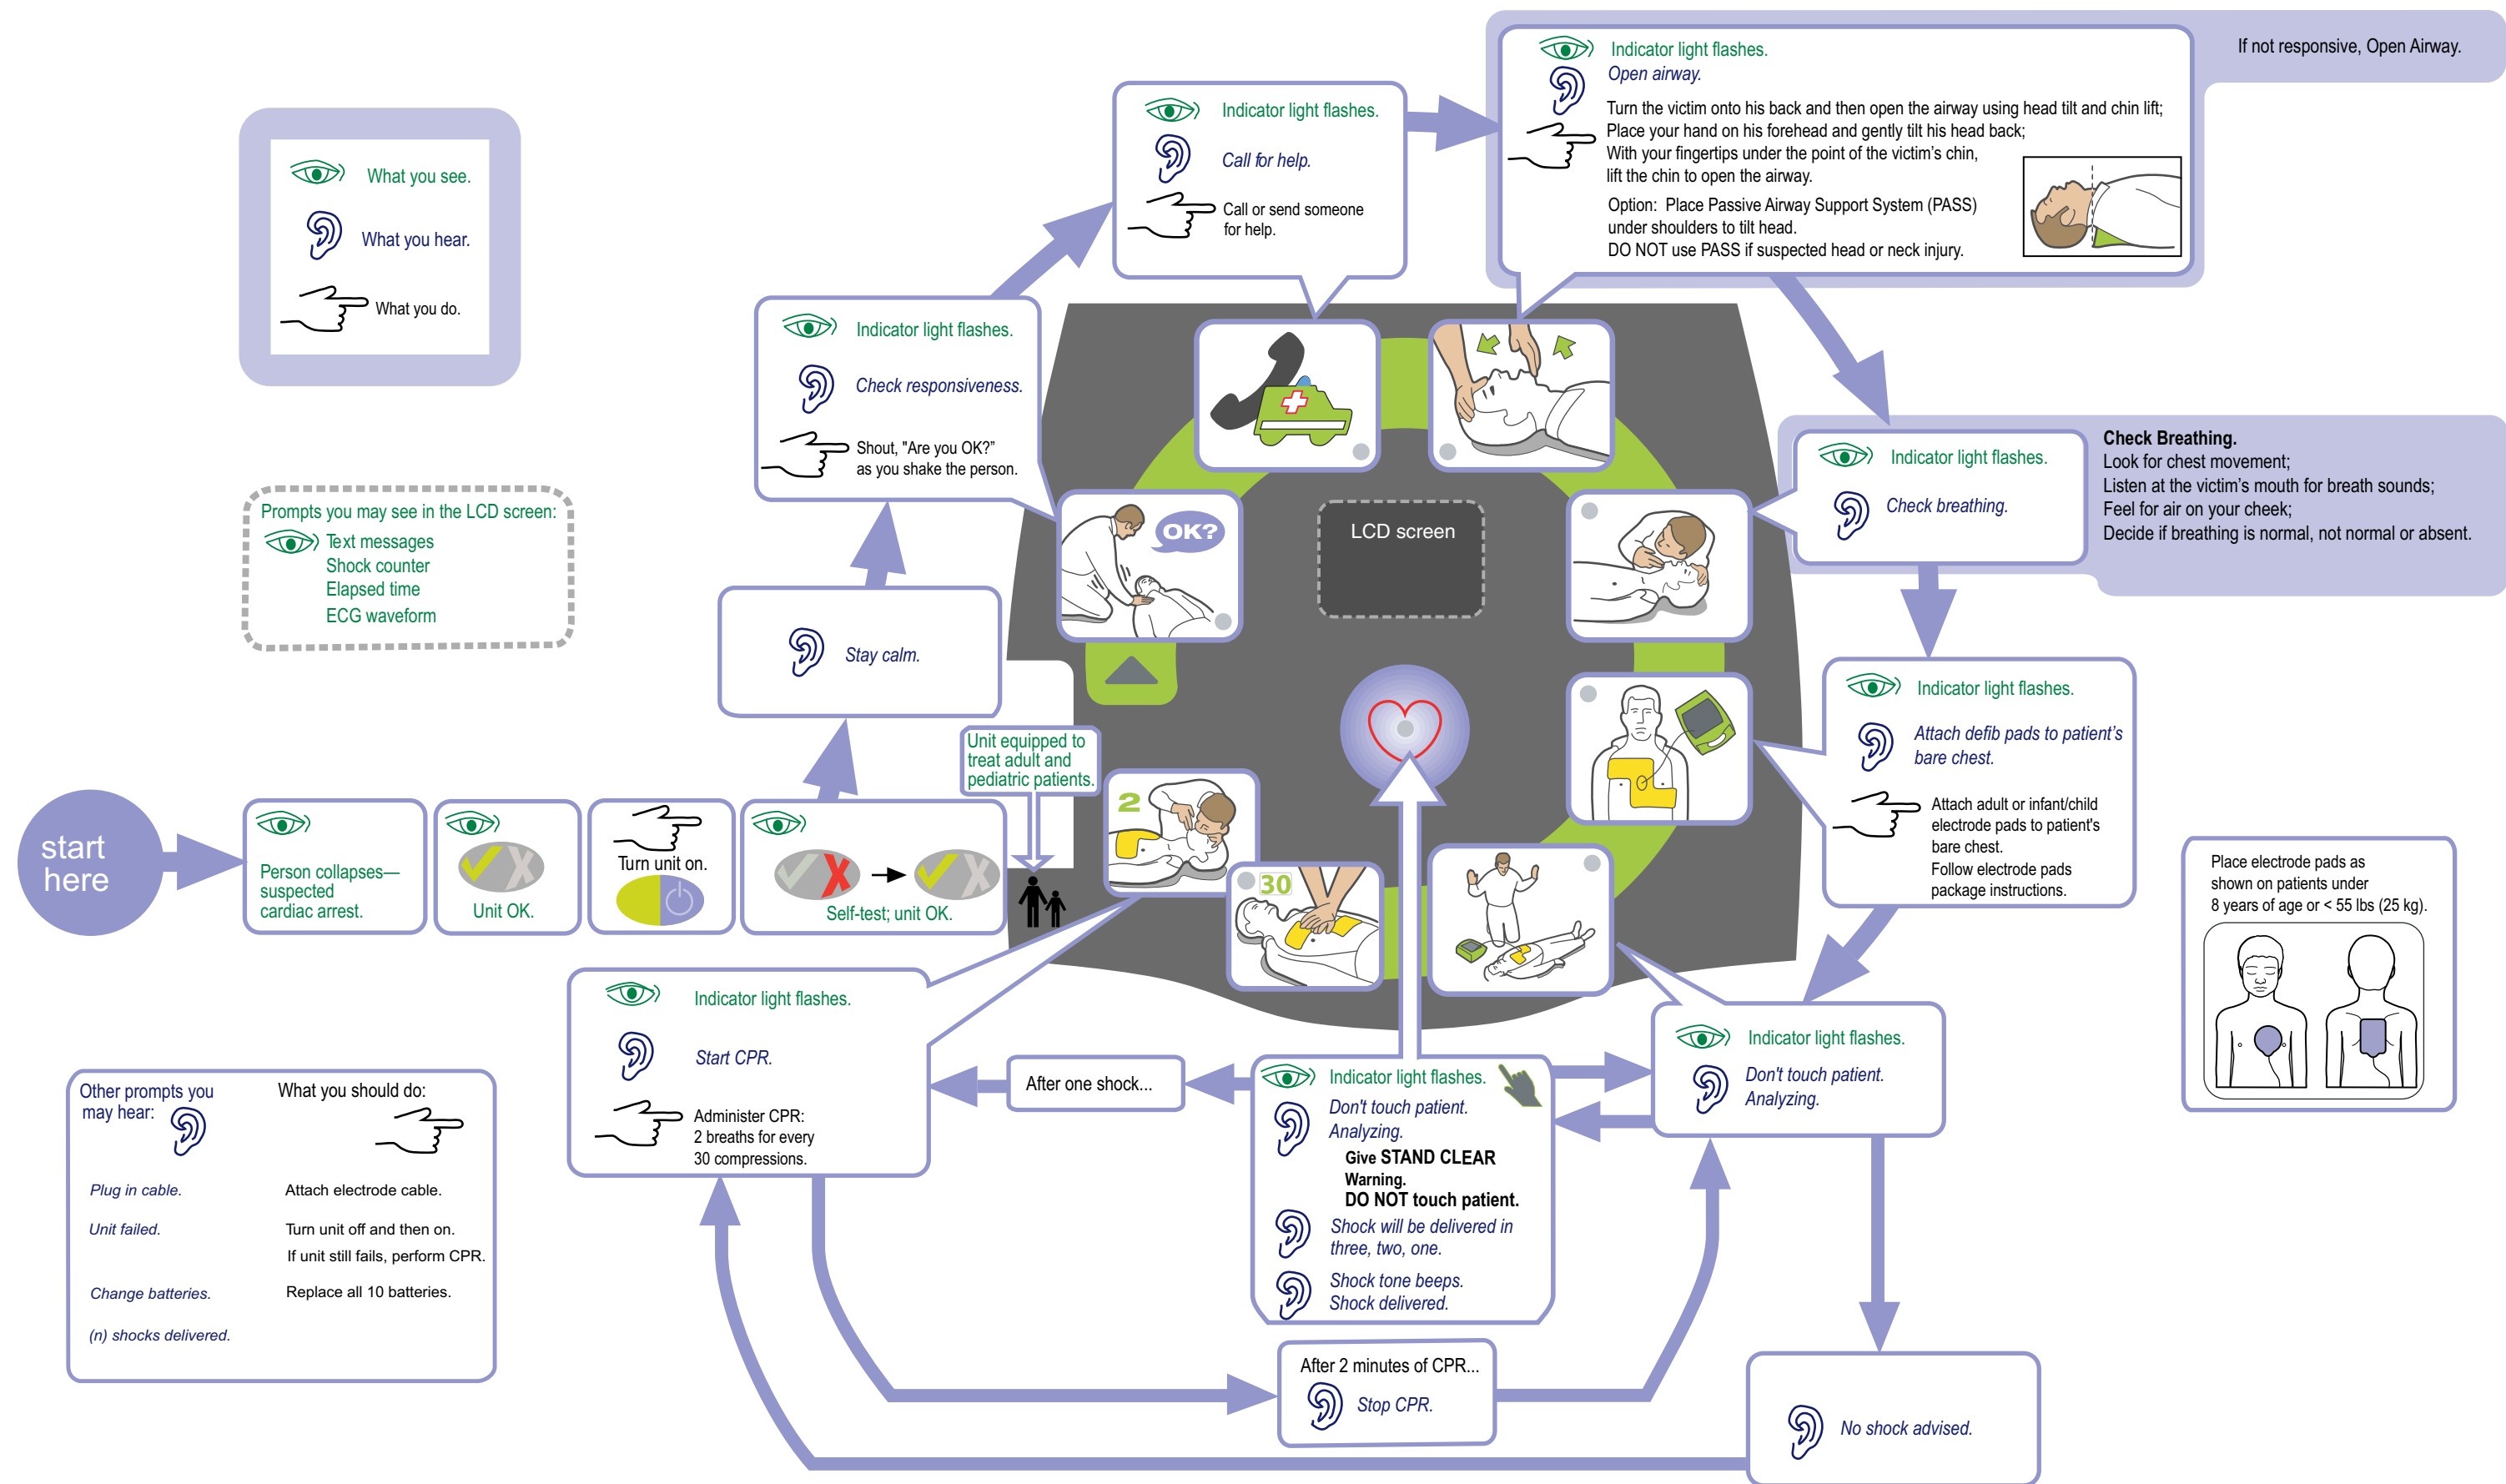 What you see.
What you hear.
What you do.
Prompts you may see in the LCD screen:
Text messages
Shock counter
Elapsed time
ECG waveform
start
here
Person collapses—
suspected
cardiac arrest.
Unit OK.
Turn unit on.
Self-test; unit OK.
Unit equipped to
treat adult and
pediatric patients.
Stay calm.
Indicator light flashes.
Check responsiveness.
Shout, "Are you OK?”
as you shake the person.
Indicator light flashes.
Call for help.
Call or send someone
for help.
Indicator light flashes.
Open airway.
Turn the victim onto his back and then open the airway using head tilt and chin lift;
Place your hand on his forehead and gently tilt his head back;
With your fingertips under the point of the victim’s chin,
lift the chin to open the airway.
Option: Place Passive Airway Support System (PASS)
under shoulders to tilt head.
DO NOT use PASS if suspected head or neck injury.
If not responsive, Open Airway.
Indicator light flashes.
Check breathing.
Check Breathing.
Look for chest movement;
Listen at the victim’s mouth for breath sounds;
Feel for air on your cheek;
Decide if breathing is normal, not normal or absent.
OK?
LCD screen
2
30
Indicator light flashes.
Attach defib pads to patient’s
bare chest.
Attach adult or infant/child
electrode pads to patient's
bare chest.
Follow electrode pads
package instructions.
Place electrode pads as
shown on patients under
8 years of age or < 55 lbs (25 kg).
Indicator light flashes.
Don't touch patient.
Analyzing.
Indicator light flashes.
Don't touch patient.
Analyzing.
Give STAND CLEAR
Warning.
DO NOT touch patient.
Shock will be delivered in
three, two, one.
Shock tone beeps.
Shock delivered.
After one shock...
Indicator light flashes.
Start CPR.
Administer CPR:
2 breaths for every
30 compressions.
After 2 minutes of CPR...
Stop CPR.
No shock advised.
Other prompts you
may hear:
What you should do:
Plug in cable.
Attach electrode cable.
Unit failed.
Turn unit off and then on.
If unit still fails, perform CPR.
Change batteries.
Replace all 10 batteries.
(n) shocks delivered.